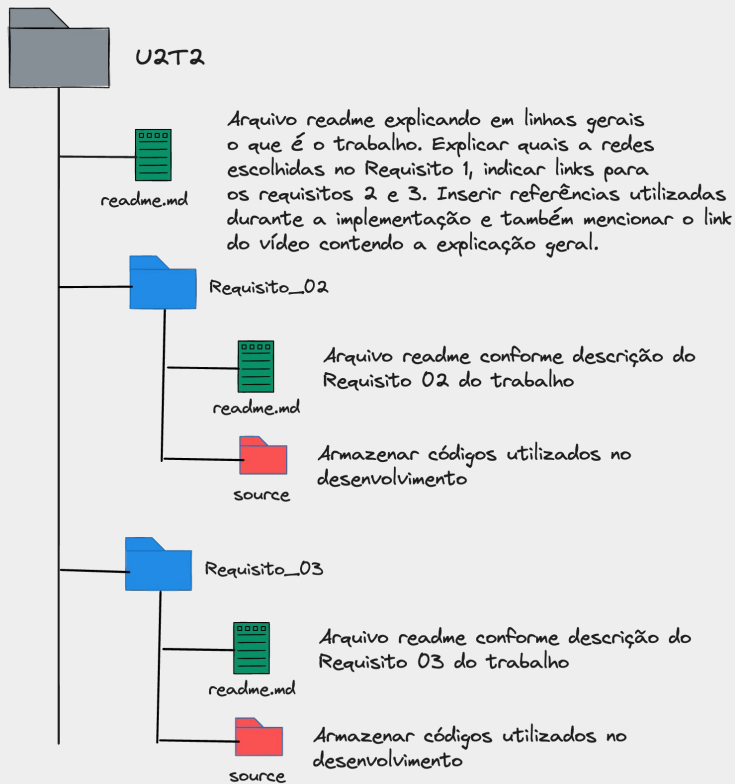 U2T2
Arquivo readme explicando em linhas gerais
o que é o trabalho. Explicar quais a redes
escolhidas no Requisito 1, indicar links para
os requisitos 2 e 3. Inserir referências utilizadas
durante a implementação e também mencionar o link
do vídeo contendo a explicação geral.
readme.md
Requisito_02
Arquivo readme conforme descrição do
Requisito 02 do trabalho
readme.md
Armazenar códigos utilizados no
desenvolvimento
source
Requisito_03
Arquivo readme conforme descrição do
Requisito 03 do trabalho
readme.md
Armazenar códigos utilizados no
desenvolvimento
source